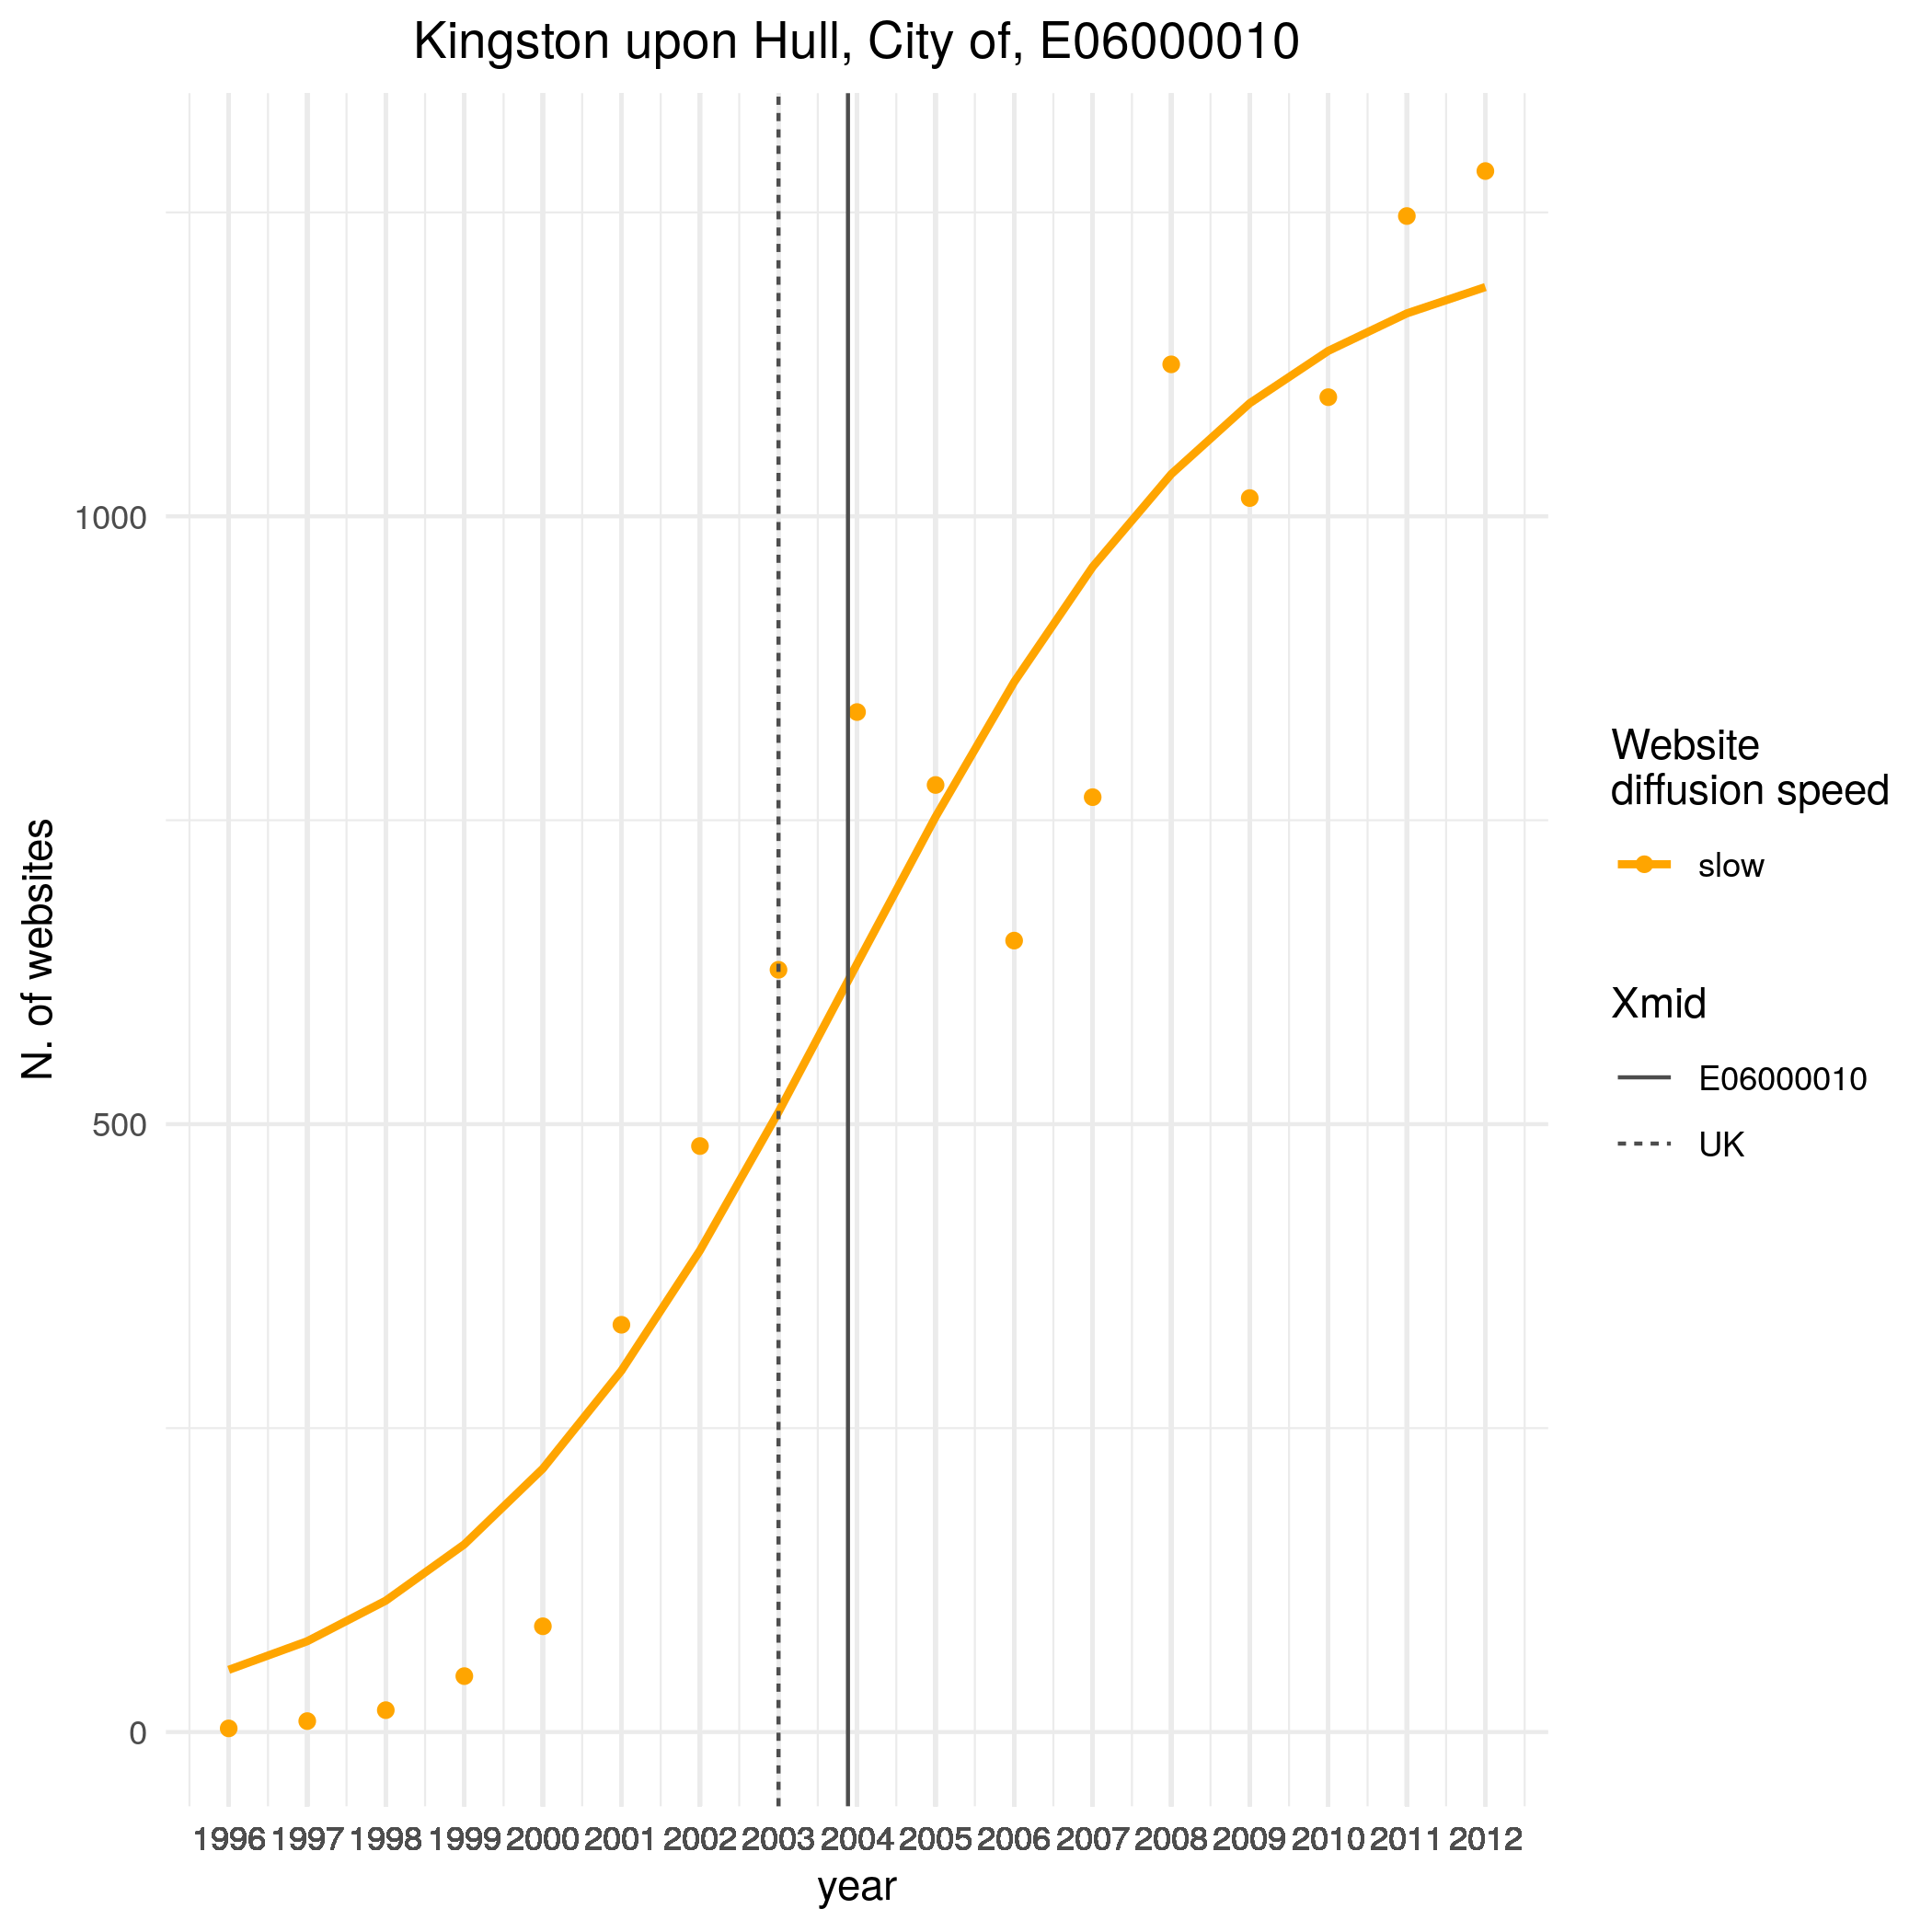 Kingston upon Hull, City of, E06000010
N. of websites
1000
500
0
1996 1997 1998 1999 2000 2001 2002 2003 2004 2005 2006 2007 2008 2009 2010 2011 2012
year
Website
diffusion speed
slow
Xmid
E06000010
UK